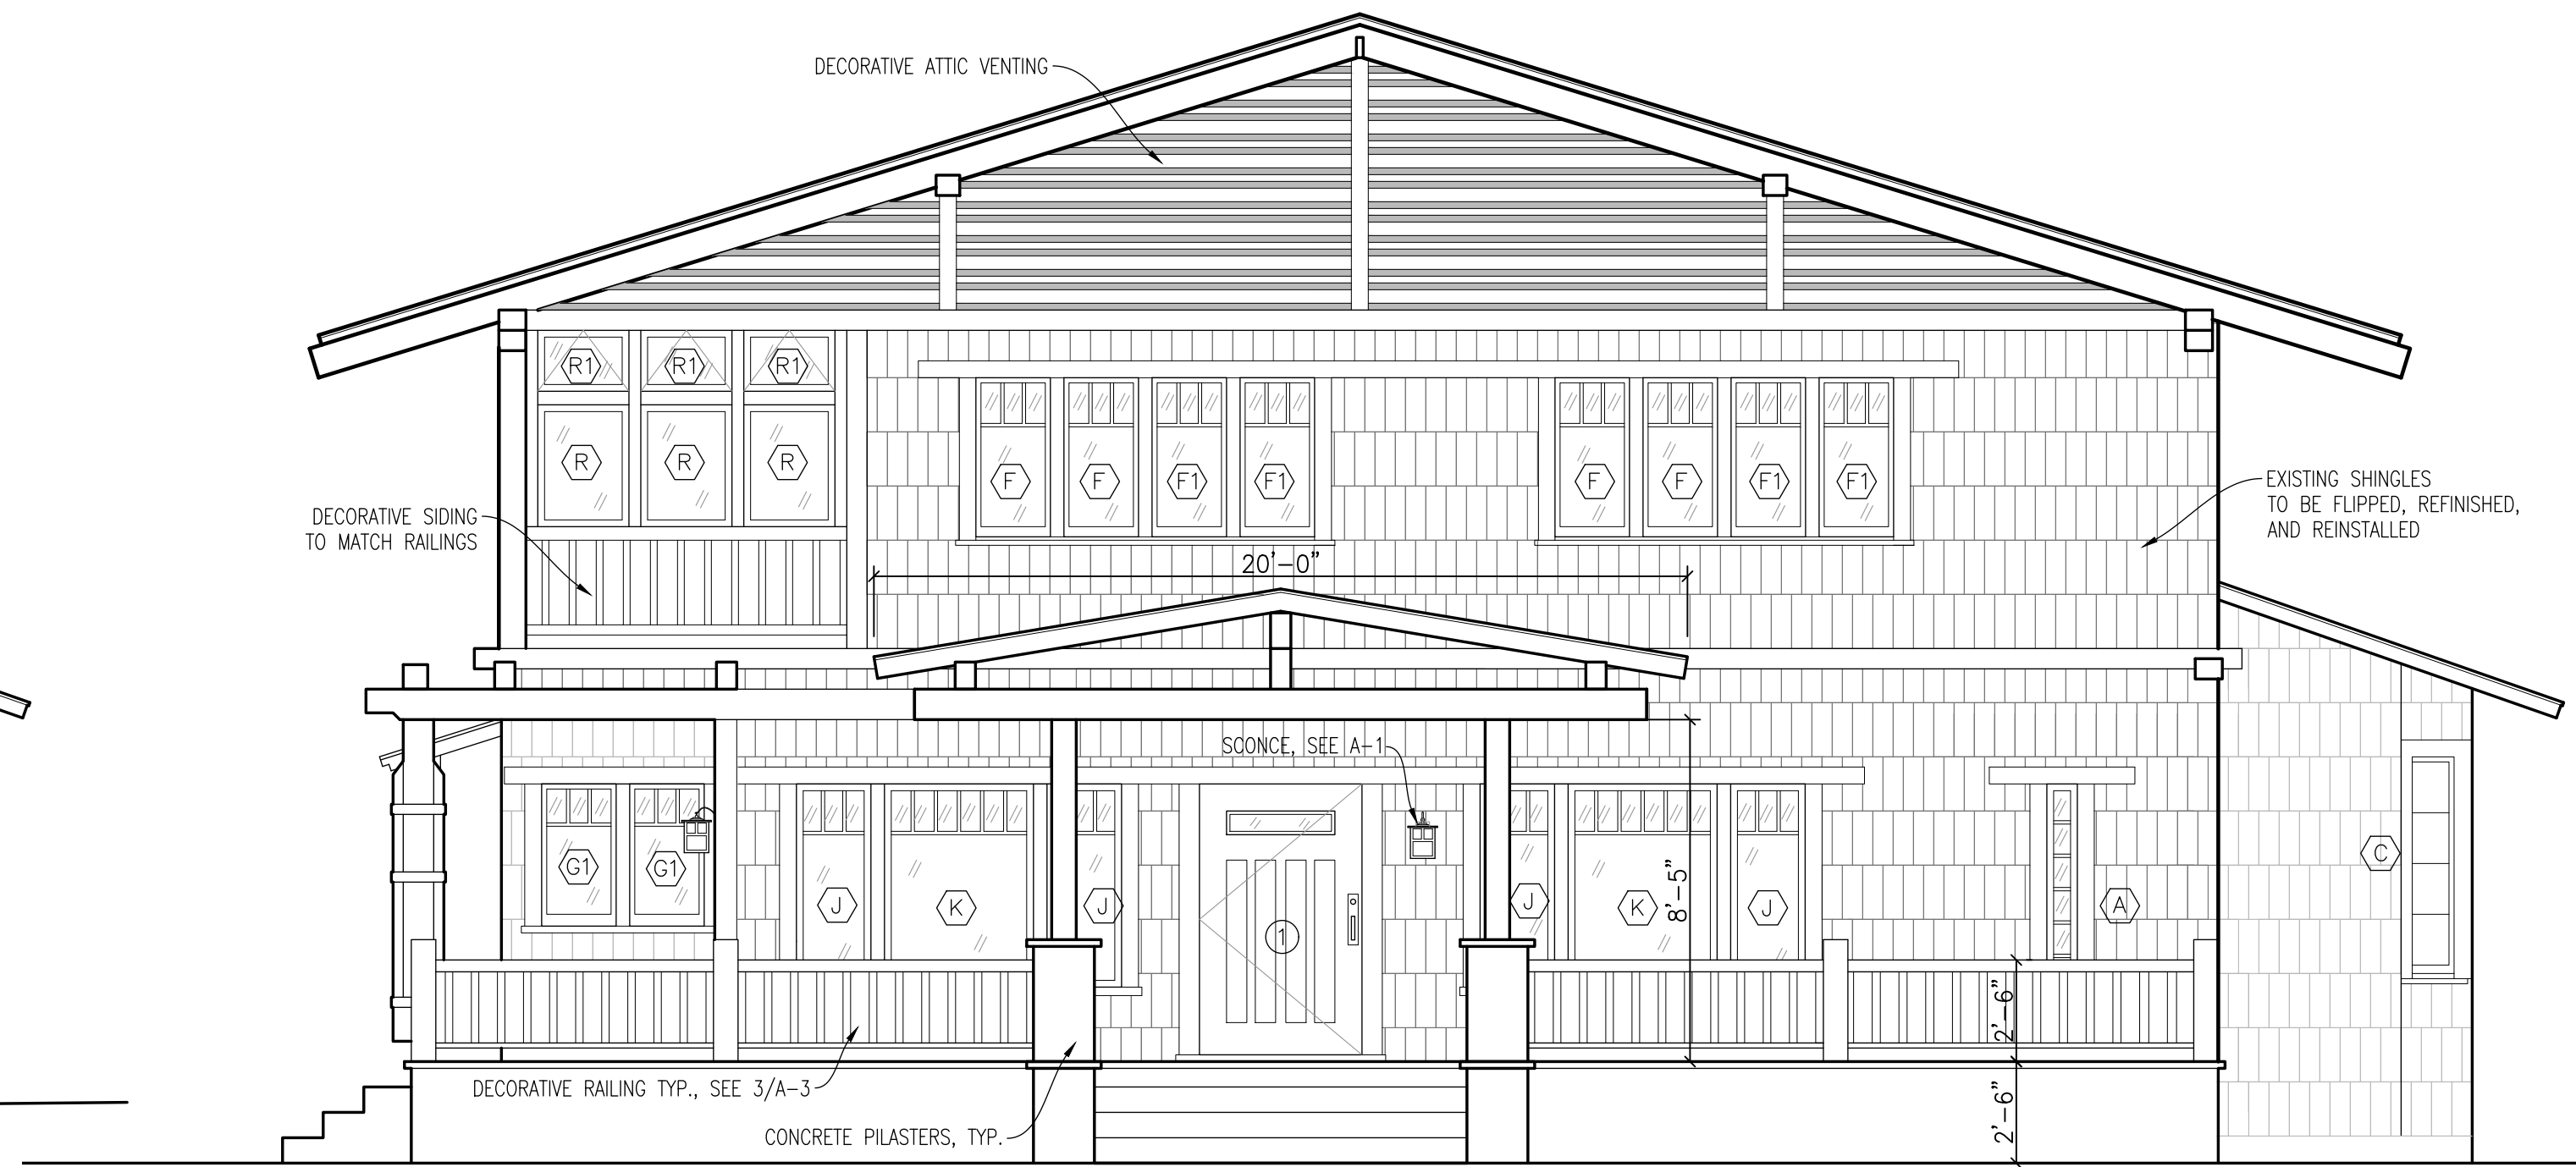 DECORATIVE ATTIC VENTING
R1 R1 R1
R R R
F F F1 F1 F F F1 F1
DECORATIVE SIDING
TO MATCH RAILINGS
EXISTING SHINGLES
TO BE FLIPPED, REFINISHED,
AND REINSTALLED
20'-0"
SCONCE, SEE A-1
G1 G1 J K J 1 J K J A C
8'-5"
2'-6"
2'-6"
DECORATIVE RAILING TYP., SEE 3/A-3
CONCRETE PILASTERS, TYP.